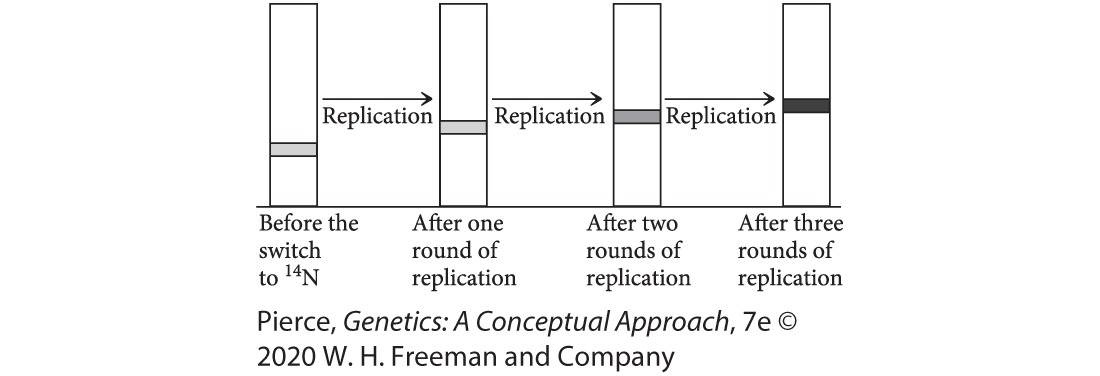 Replication Replication Replication
Before the After one After two After three
switch round of rounds of rounds of
to ¹⁴N replication replication replication
Pierce, Genetics: A Conceptual Approach, 7e ©
2020 W. H. Freeman and Company